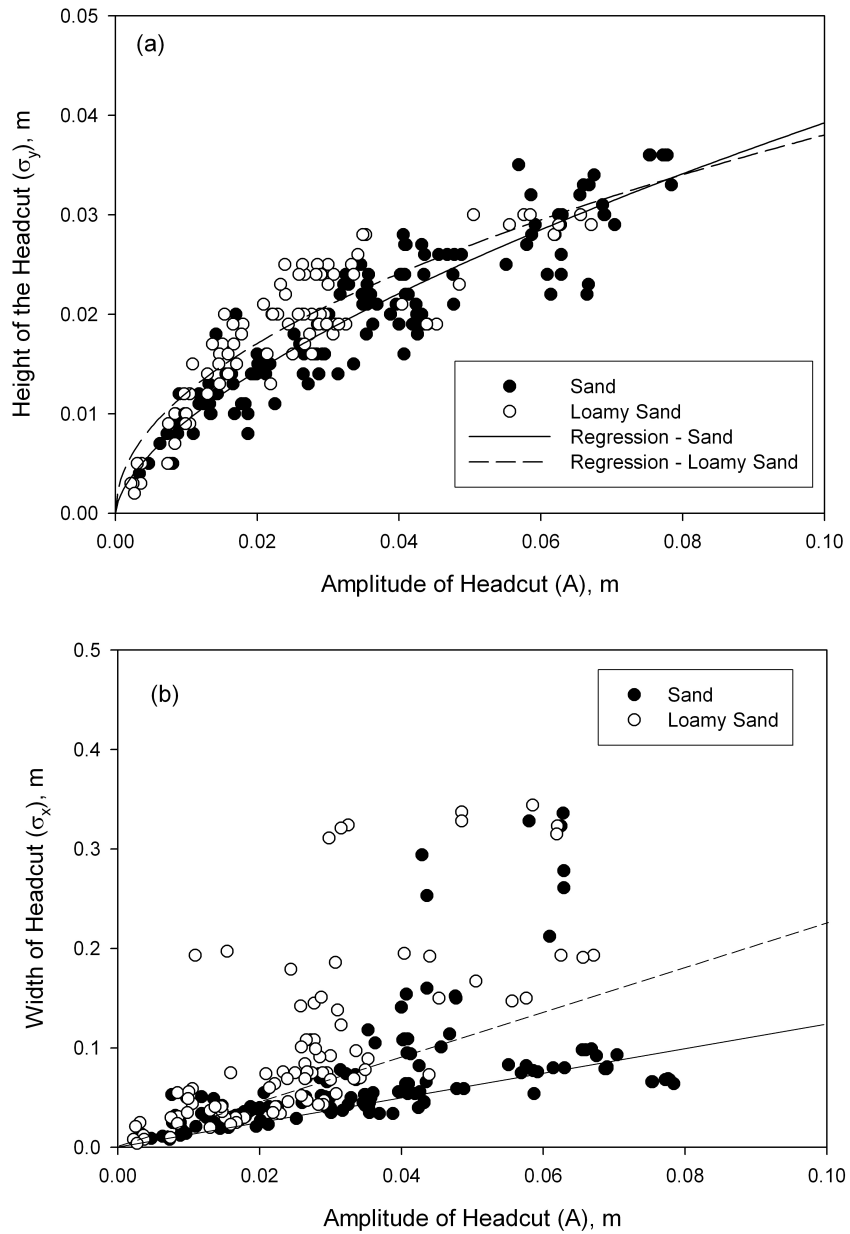 (a)
Height of the Headcut (σy), m
0.05
0.04
0.03
0.02
0.01
0.00
Sand
Loamy Sand
Regression - Sand
Regression - Loamy Sand
0.00 0.02 0.04 0.06 0.08 0.10
Amplitude of Headcut (A), m
(b)
Width of Headcut (σx), m
0.5
0.4
0.3
0.2
0.1
0.0
Sand
Loamy Sand
0.00 0.02 0.04 0.06 0.08 0.10
Amplitude of Headcut (A), m